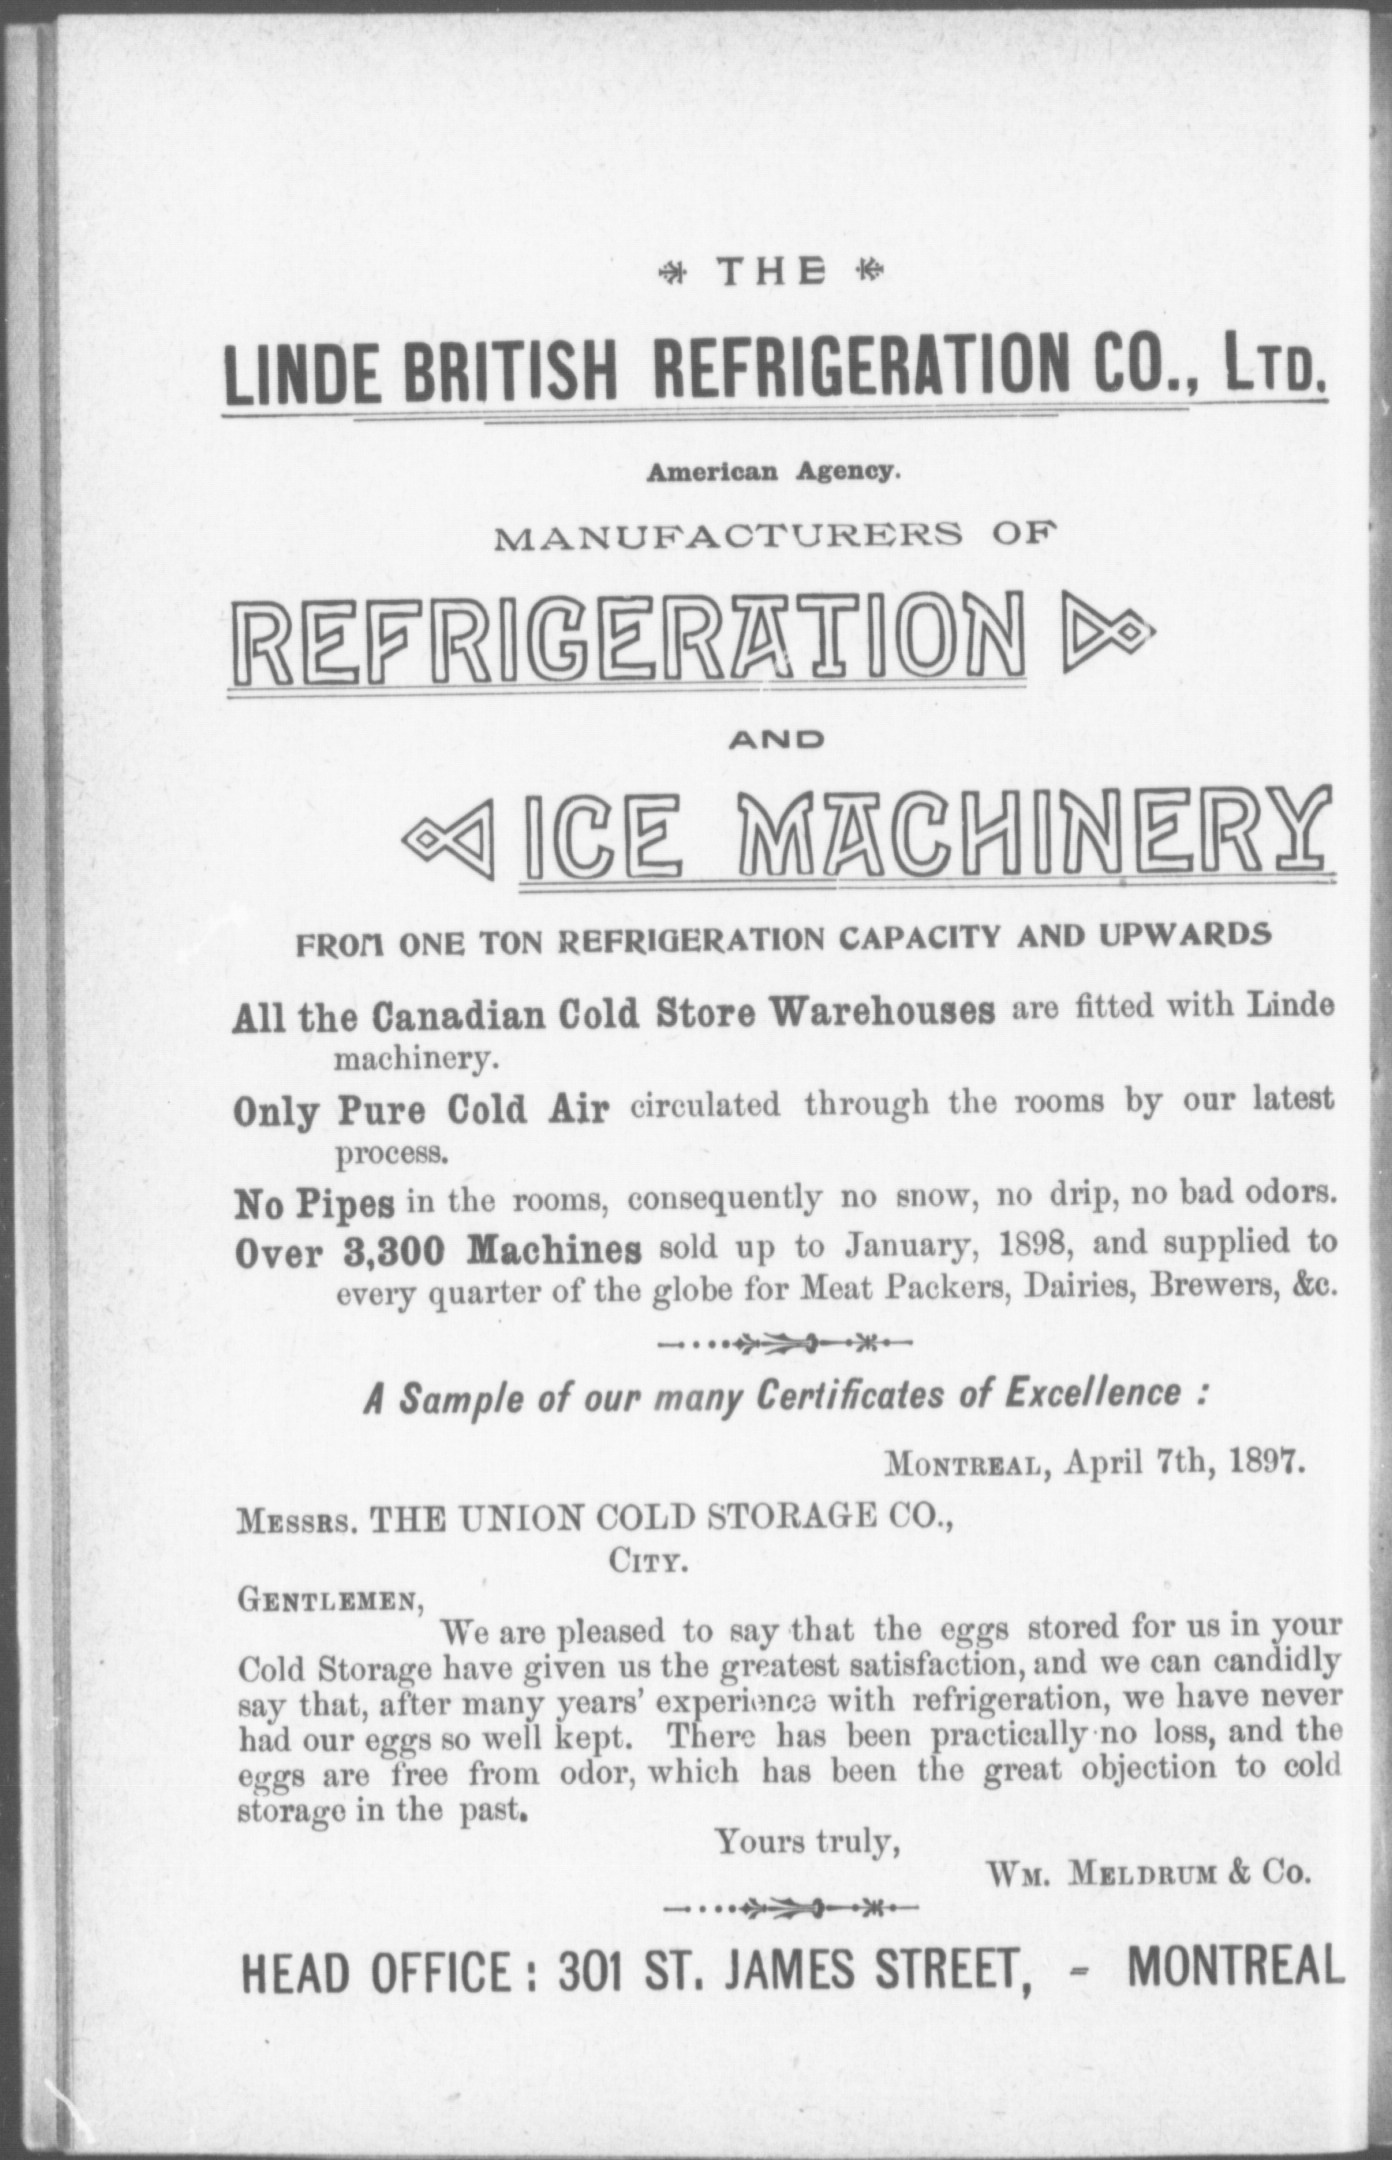 THE
LINDE BRITISH REFRIGERATION CO., LTD.
American Agency.
MANUFACTURERS OF
REFRIGERATION
AND
ICE MACHINERY
FROM ONE TON REFRIGERATION CAPACITY AND UPWARDS
All the Canadian Cold Store Warehouses are fitted with Linde
machinery.
Only Pure Cold Air circulated through the rooms by our latest
process.
No Pipes in the rooms, consequently no snow, no drip, no bad odors.
Over 3,300 Machines sold up to January, 1898, and supplied to
every quarter of the globe for Meat Packers, Dairies, Brewers, &c.
A Sample of our many Certificates of Excellence :
MONTREAL, April 7th, 1897.
MESSRS. THE UNION COLD STORAGE CO.,
CITY.
GENTLEMEN,
We are pleased to say that the eggs stored for us in your
Cold Storage have given us the greatest satisfaction, and we can candidly
say that, after many years' experience with refrigeration, we have never
had our eggs so well kept. There has been practically no loss, and the
eggs are free from odor, which has been the great objection to cold
storage in the past.
Yours truly,
WM. MELDRUM & CO.
HEAD OFFICE : 301 ST. JAMES STREET, - MONTREAL